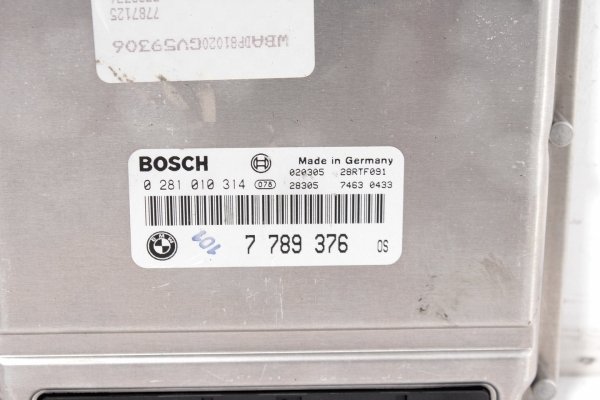 WBADP81020GV59306
7787125
BOSCH
Made in Germany
020305 28RTF091
0 281 010 314 078 28305 7463 0433
BMW
101 7 789 376 OS